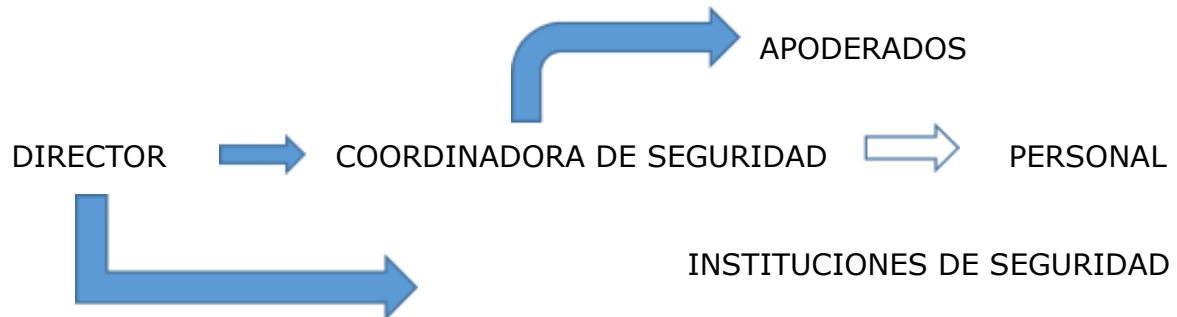 APODERADOS
DIRECTOR COORDINADORA DE SEGURIDAD PERSONAL
INSTITUCIONES DE SEGURIDAD